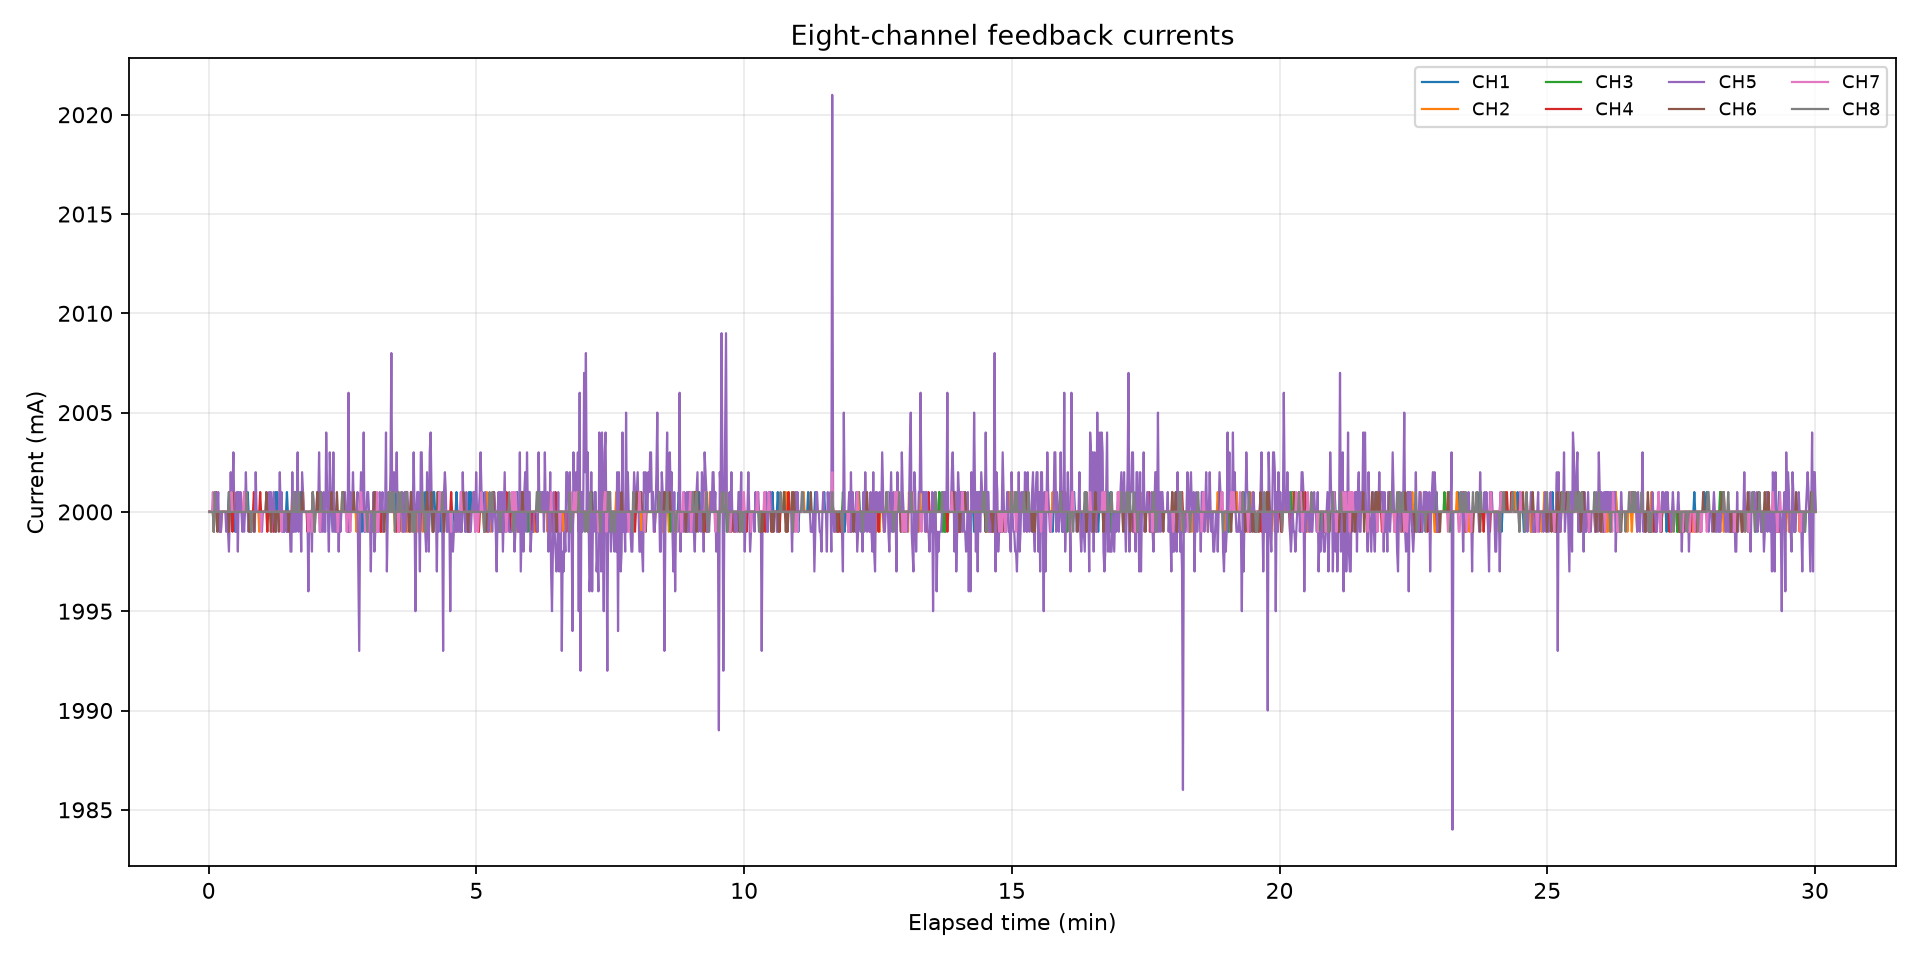 Eight-channel feedback currents
CH1 CH3 CH5 CH7
CH2 CH4 CH6 CH8
2020
2015
2010
2005
2000
1995
1990
1985
Current (mA)
0 5 10 15 20 25 30
Elapsed time (min)